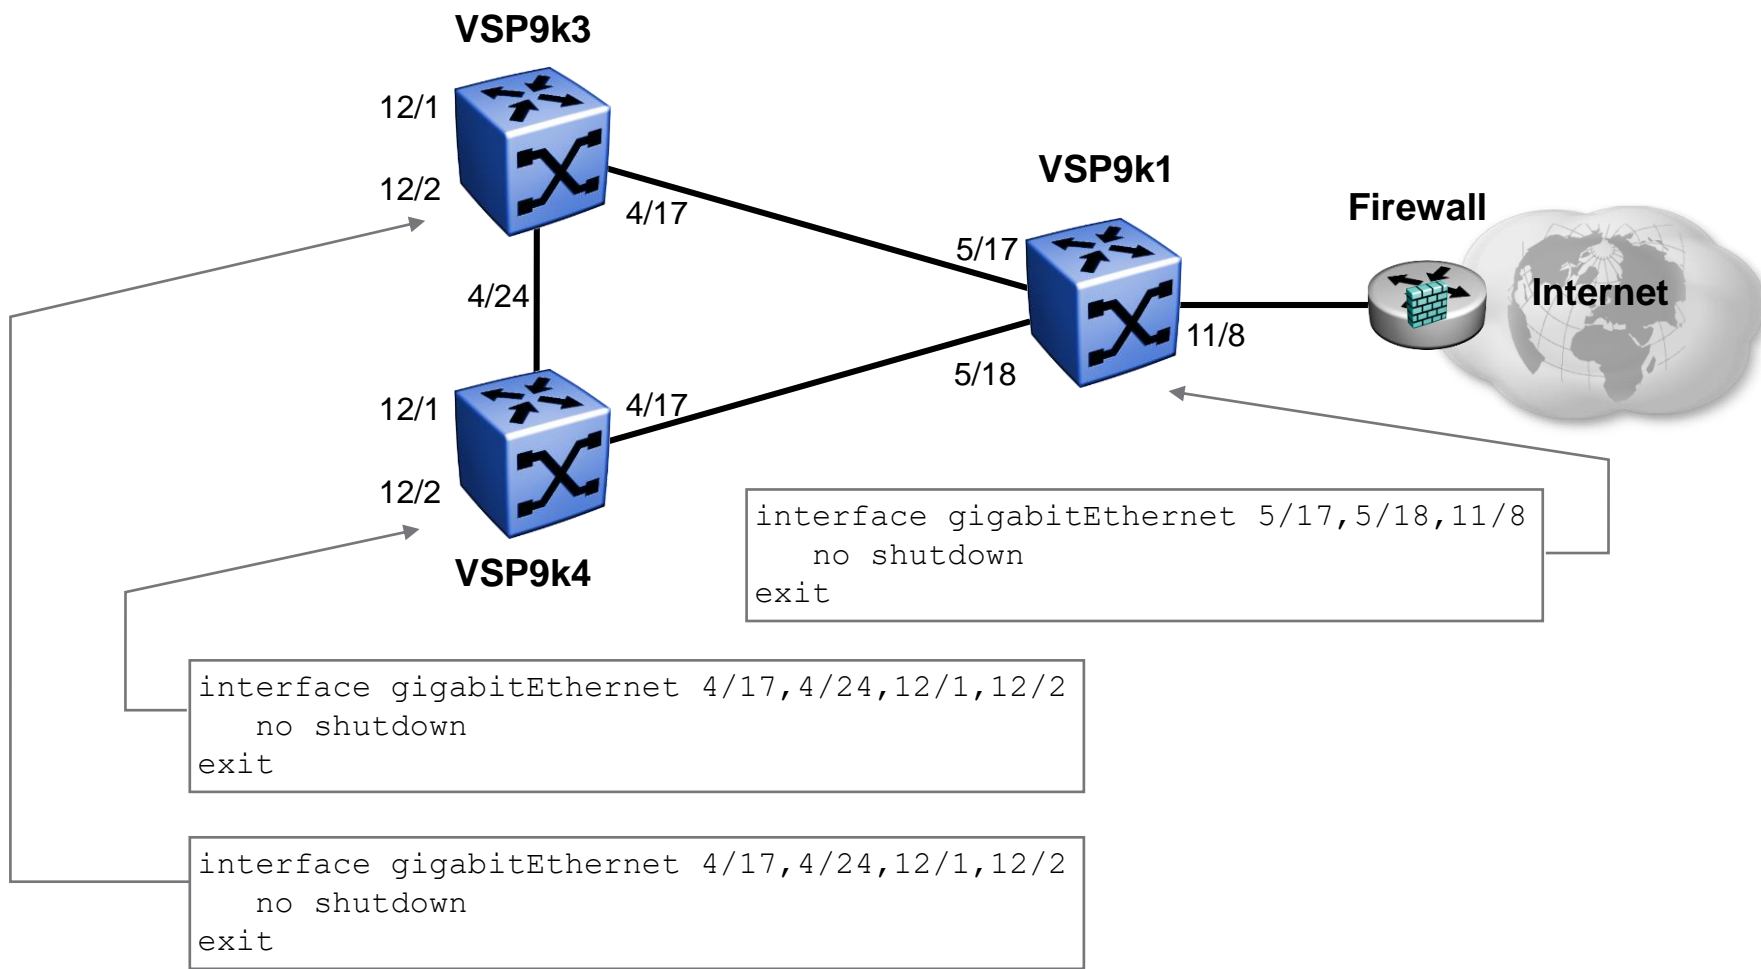 VSP9k3
12/1
12/2
4/17
4/24
VSP9k1
5/17
5/18
11/8
Firewall
Internet
12/1
4/17
12/2
VSP9k4
interface gigabitEthernet 5/17,5/18,11/8
no shutdown
exit
interface gigabitEthernet 4/17,4/24,12/1,12/2
no shutdown
exit
interface gigabitEthernet 4/17,4/24,12/1,12/2
no shutdown
exit